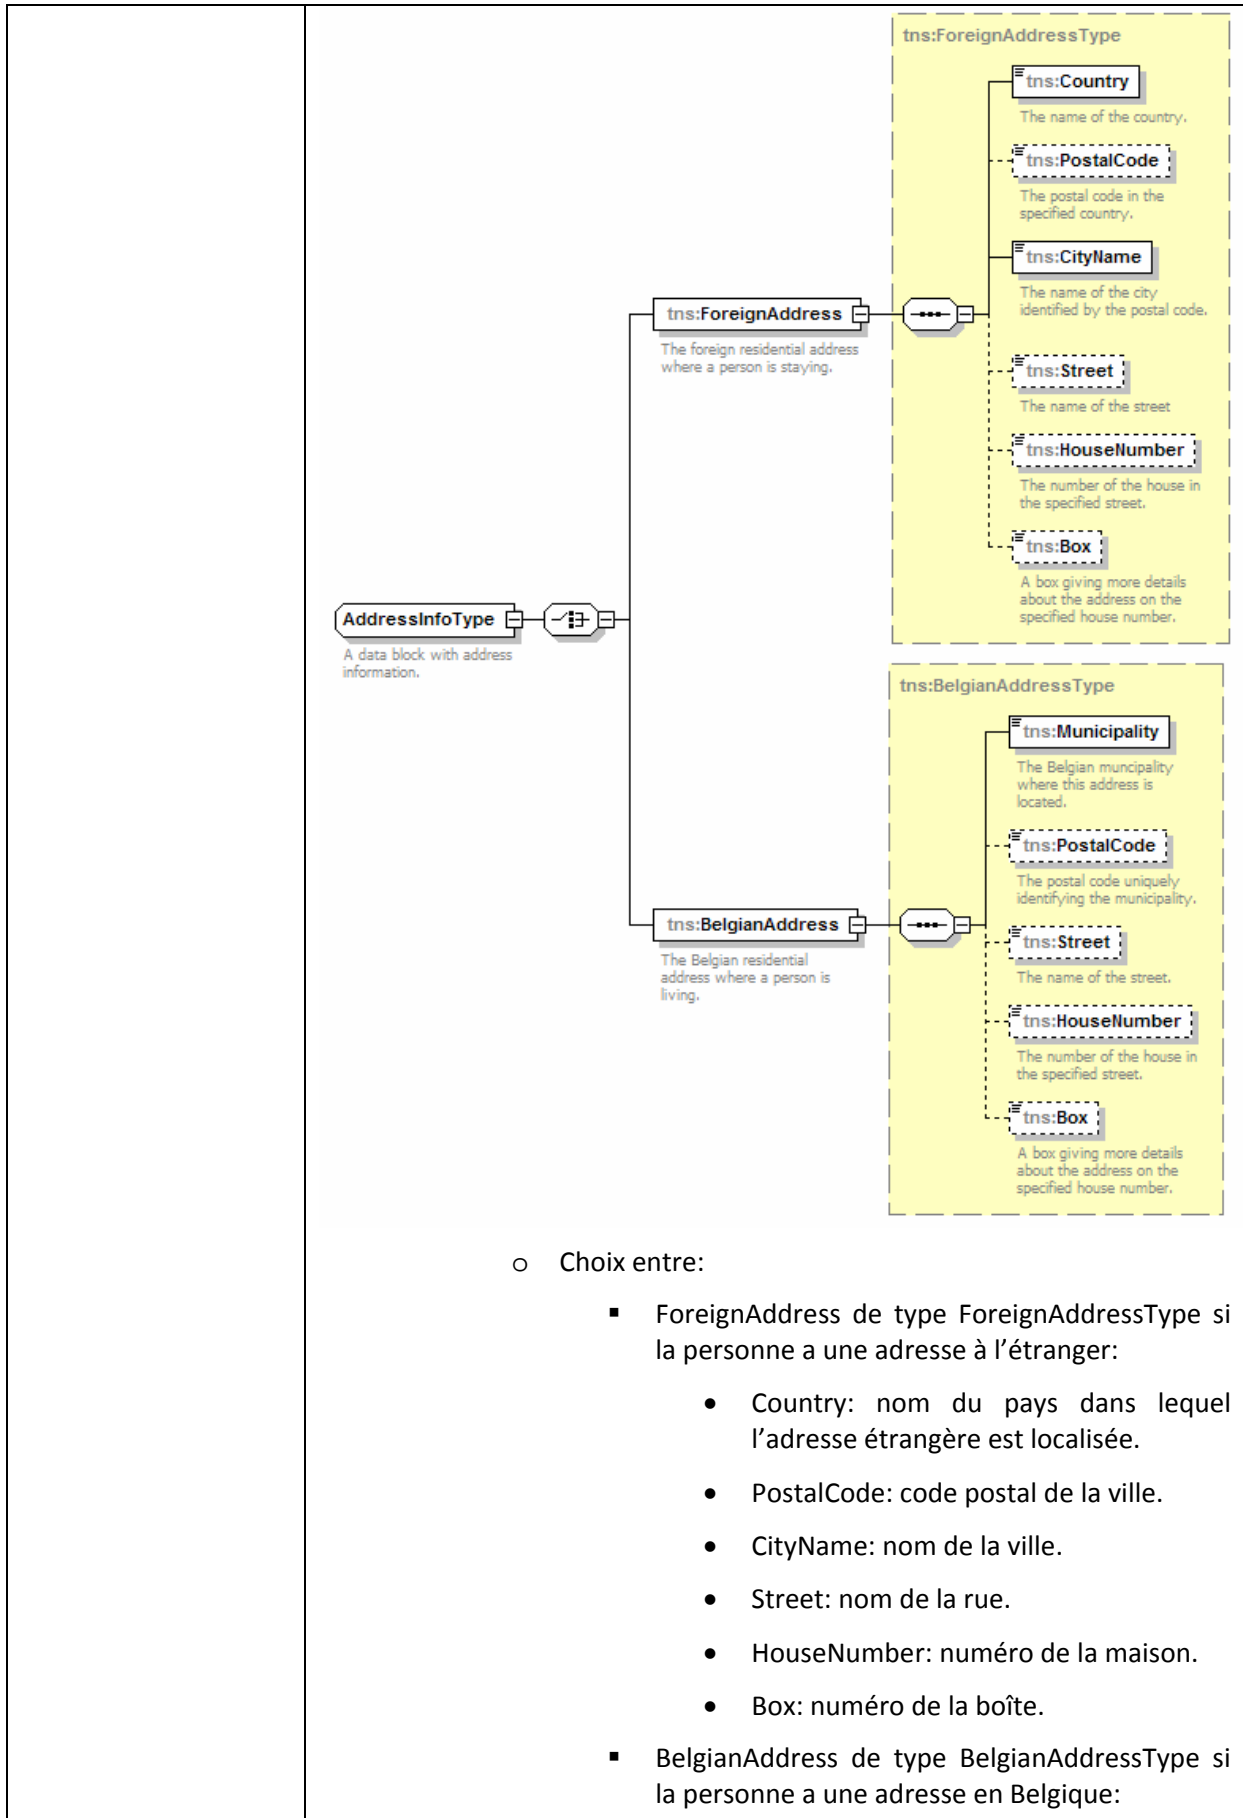 tns:ForeignAddressType
tns:Country
The name of the country.
tns:PostalCode
The postal code in the
specified country.
tns:CityName
The name of the city
identified by the postal code.
tns:ForeignAddress
The foreign residential address
where a person is staying.
tns:Street
The name of the street
tns:HouseNumber
The number of the house in
the specified street.
tns:Box
A box giving more details
about the address on the
specified house number.
AddressInfoType
A data block with address
information.
tns:BelgianAddressType
tns:Municipality
The Belgian muncipality
where this address is
located.
tns:PostalCode
The postal code uniquely
identifying the municipality.
tns:BelgianAddress
The Belgian residential
address where a person is
living.
tns:Street
The name of the street.
tns:HouseNumber
The number of the house in
the specified street.
tns:Box
A box giving more details
about the address on the
specified house number.
o Choix entre:
▪ ForeignAddress de type ForeignAddressType si
la personne a une adresse à l’étranger:
• Country: nom du pays dans lequel
l’adresse étrangère est localisée.
• PostalCode: code postal de la ville.
• CityName: nom de la ville.
• Street: nom de la rue.
• HouseNumber: numéro de la maison.
• Box: numéro de la boîte.
▪ BelgianAddress de type BelgianAddressType si
la personne a une adresse en Belgique: